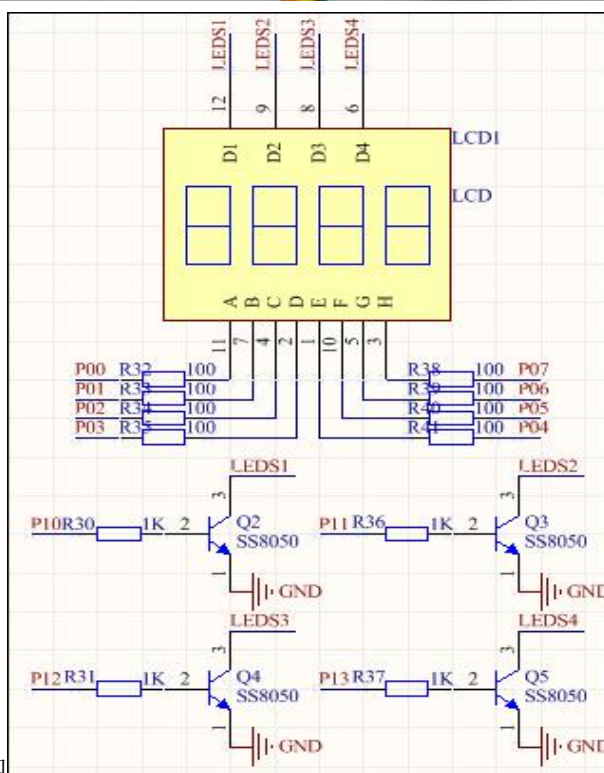 LEDS1 LEDS2 LEDS3 LEDS4
12 9 8 6
D1 D2 D3 D4
LCD1
LCD
A B C D E F G H
11 7 4 2 1 10 5 3
P00 R32 100 R38 100 P07
P01 R33 100 R39 100 P06
P02 R34 100 R40 100 P05
P03 R35 100 R41 100 P04
LEDS1 LEDS2
3 3
P10 R30 1K 2 Q2 P11 R36 1K 2 Q3
SS8050 SS8050
1 1
GND GND
LEDS3 LEDS4
3 3
P12 R31 1K 2 Q4 P13 R37 1K 2 Q5
SS8050 SS8050
1 1
GND GND
]